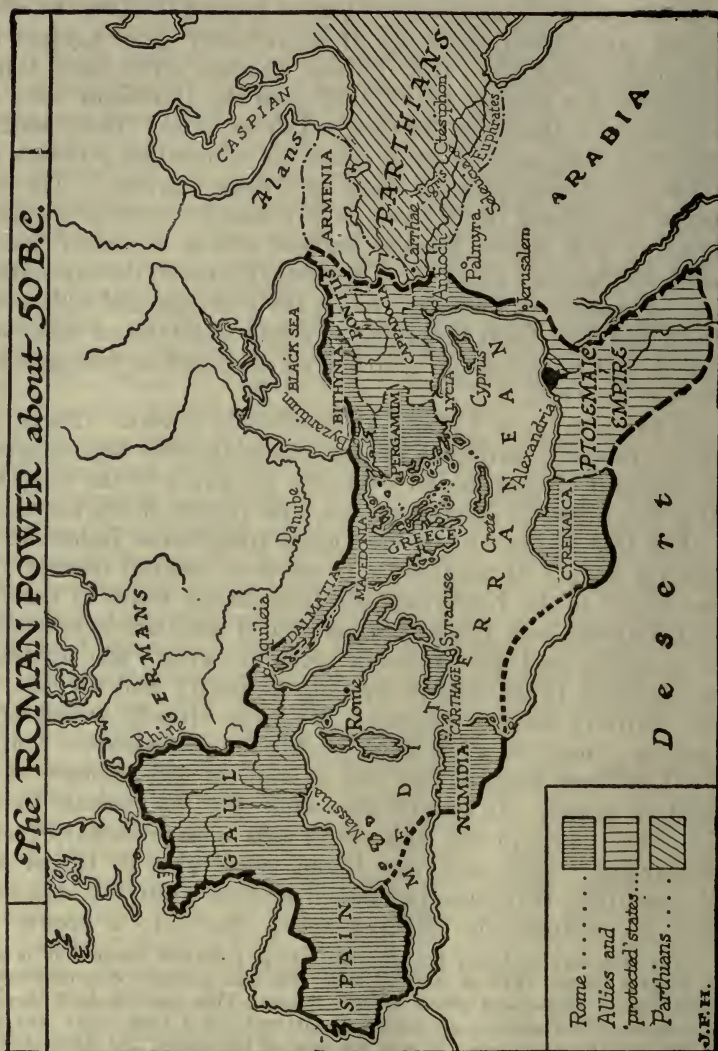 The ROMAN POWER about 50 B.C.
CASPIAN
Alans
ARMENIA
PARTHIANS
Carrhae
Tigris
Ctesiphon
Euphrates
Antioch
Palmyra
ARABIA
Jerusalem
BLACK SEA
Byzantium
BITHYNIA
PONTUS
CAPPADOCIA
PERGAMUM
LYCIA
Cyprus
Alexandria
PTOLEMAIC
EMPIRE
GERMANS
Rhine
Danube
Aquileia
DALMATIA
MACEDONIA
GREECE
Crete
CYRENAICA
Desert
GAUL
Massilia
Rome
Syracuse
CARTHAGE
NUMIDIA
MEDITERRANEAN
SPAIN
Rome
Allies and
'protected' states
Parthians
J.F.H.